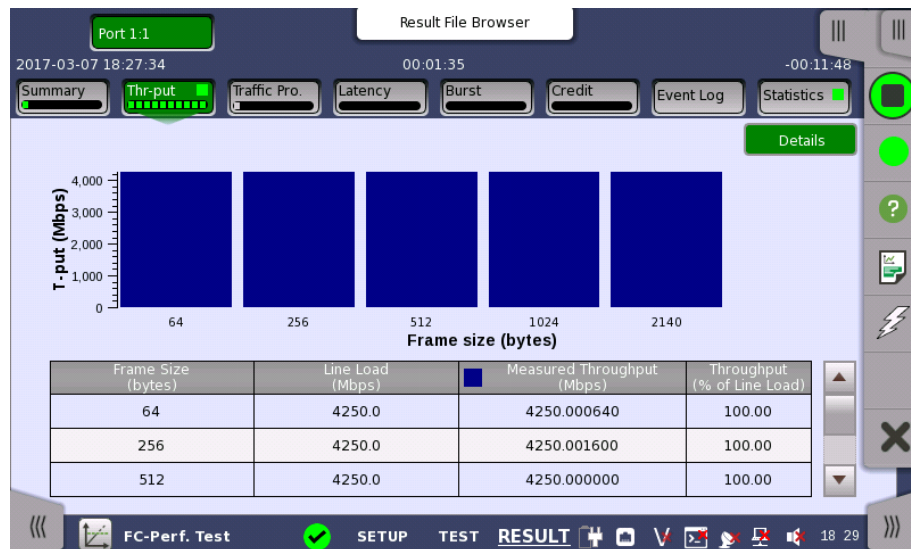 Port 1:1
Result File Browser
2017-03-07 18:27:34 00:01:35 -00:11:48
Summary Thr-put Traffic Pro. Latency Burst Credit Event Log Statistics
Details
T-put (Mbps)
4,000
3,000
2,000
1,000
0
64 256 512 1024 2140
Frame size (bytes)
Frame Size (bytes) Line Load (Mbps) Measured Throughput (Mbps) Throughput (% of Line Load)
64 4250.0 4250.000640 100.00
256 4250.0 4250.001600 100.00
512 4250.0 4250.000000 100.00
FC-Perf. Test SETUP TEST RESULT 18 29